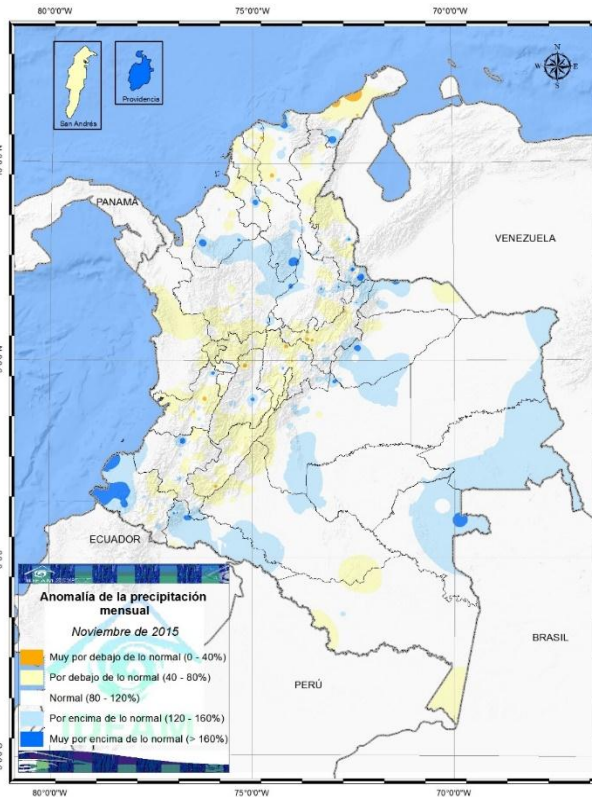 80°0'0"W 75°0'0"W 70°0'0"W
San Andrés
Providencia
N
W E
S
PANAMÁ
VENEZUELA
ECUADOR
PERÚ
BRASIL
IDEAM
Anomalía de la precipitación
mensual
Noviembre de 2015
Muy por debajo de lo normal (0 - 40%)
Por debajo de lo normal (40 - 80%)
Normal (80 - 120%)
Por encima de lo normal (120 - 160%)
Muy por encima de lo normal (> 160%)
IDEAM
80°0'0"W 75°0'0"W 70°0'0"W